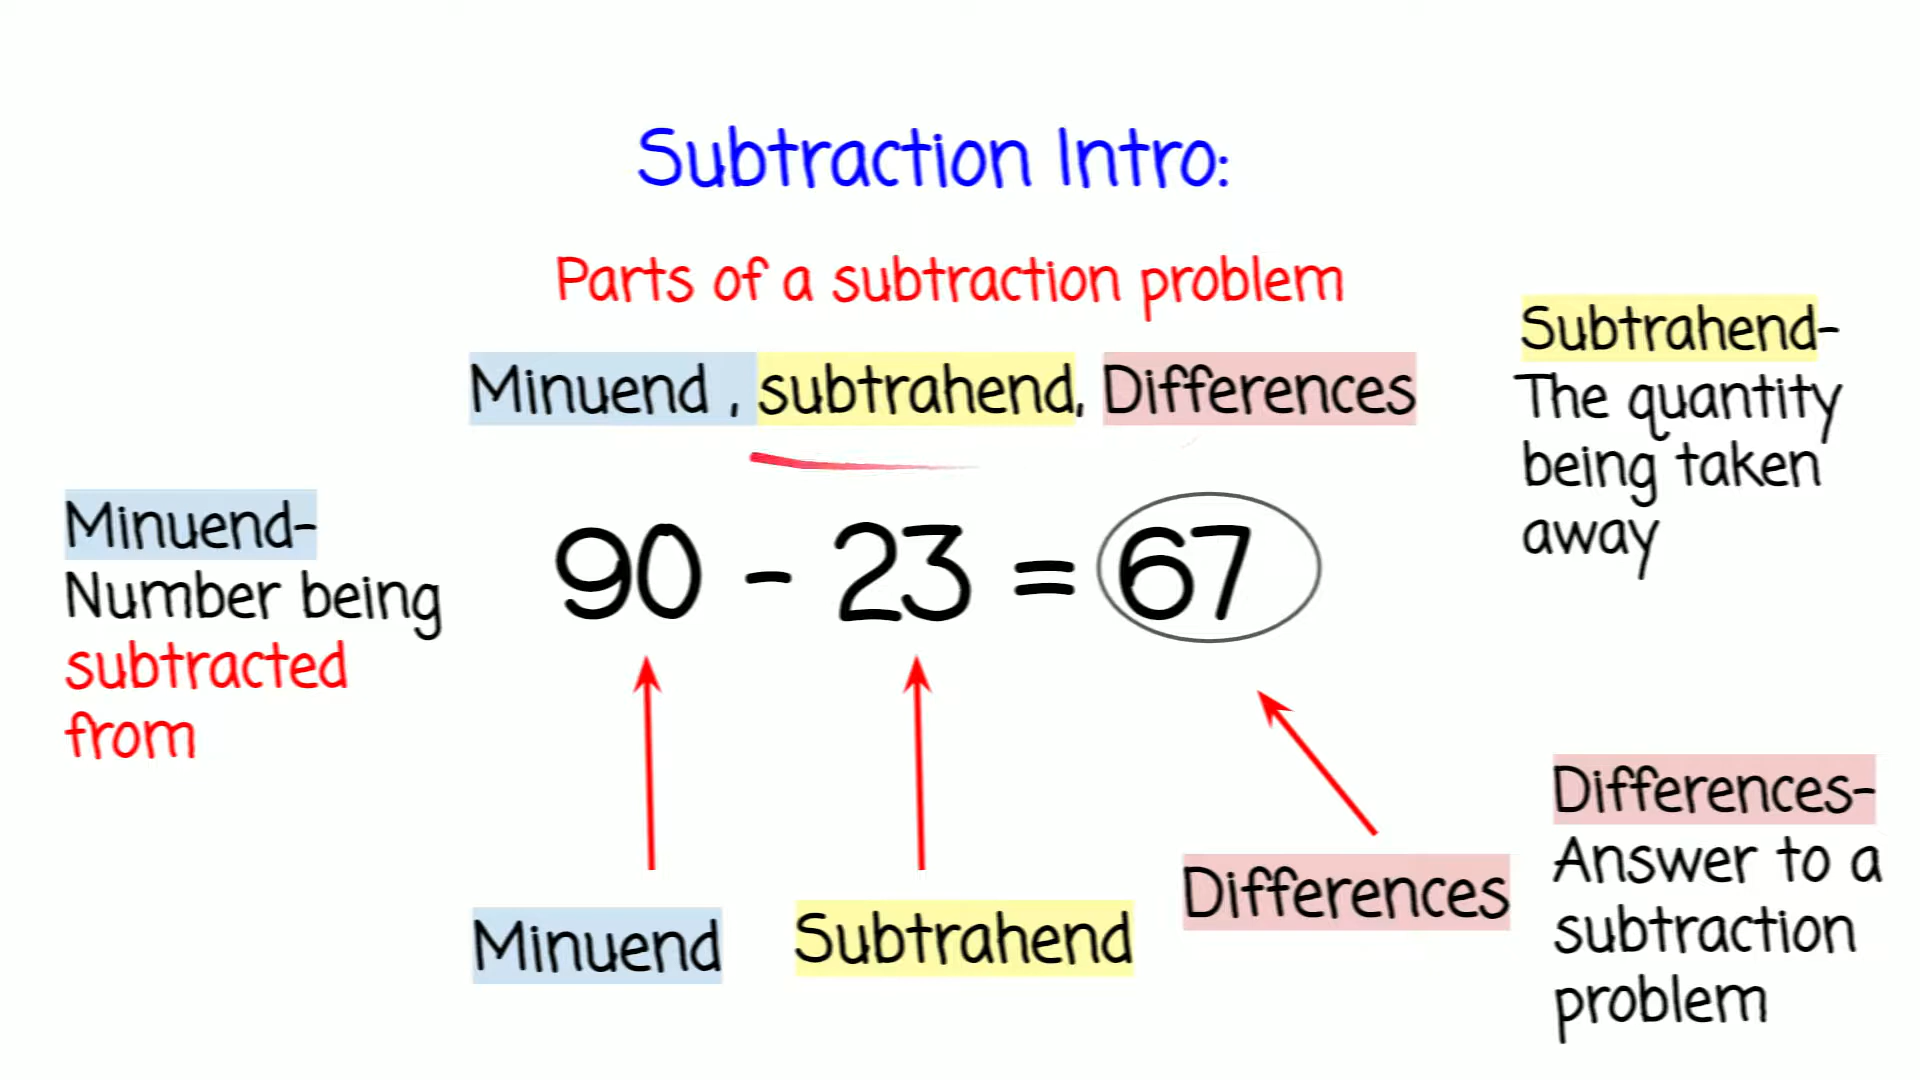 Subtraction Intro:
Parts of a subtraction problem
Minuend , subtrahend, Differences
Subtrahend-
The quantity
being taken
away
Minuend-
Number being
subtracted
from
90 - 23 = 67
Minuend
Subtrahend
Differences
Differences-
Answer to a
subtraction
problem